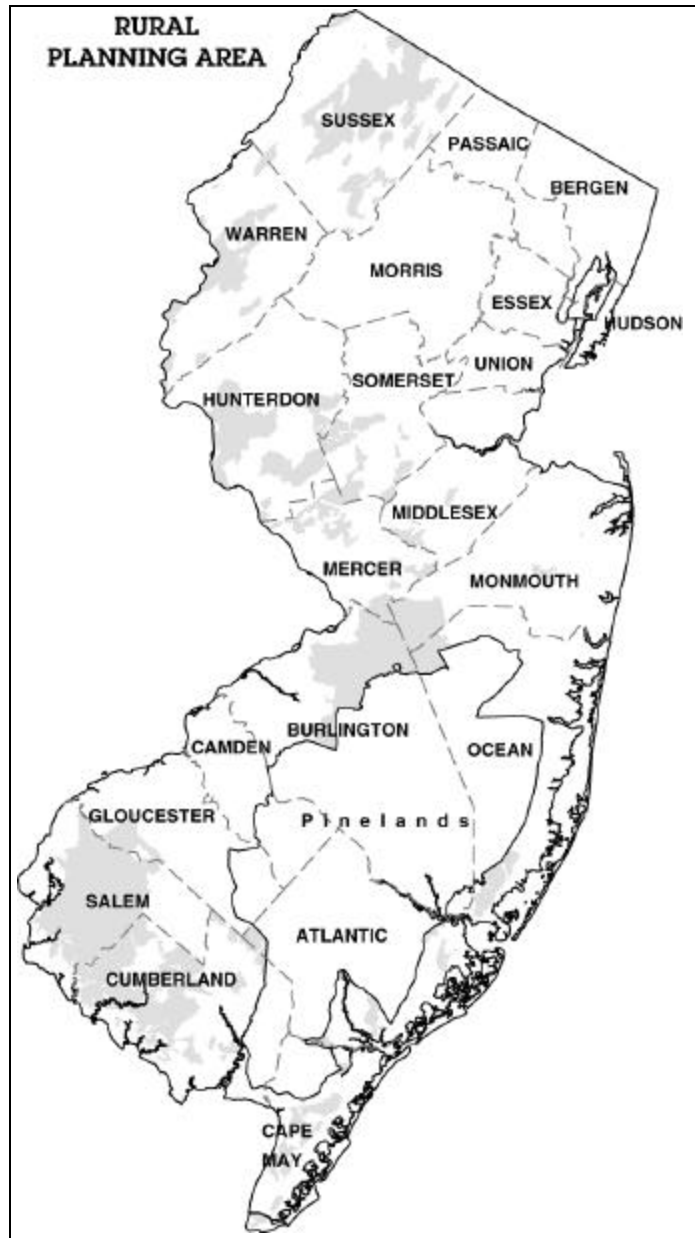 RURAL
PLANNING AREA
SUSSEX
PASSAIC
BERGEN
WARREN
MORRIS
ESSEX
HUDSON
UNION
SOMERSET
HUNTERDON
MIDDLESEX
MERCER
MONMOUTH
BURLINGTON
CAMDEN
OCEAN
GLOUCESTER
Pinelands
SALEM
ATLANTIC
CUMBERLAND
CAPE
MAY